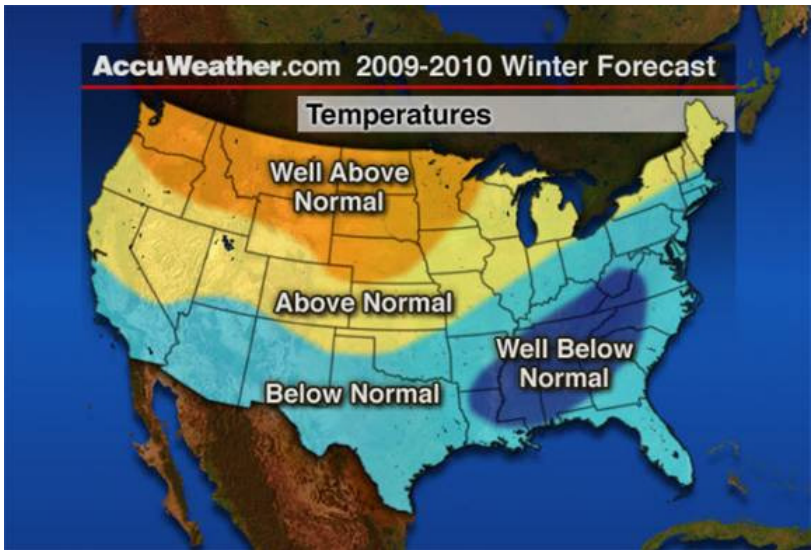 AccuWeather.com 2009-2010 Winter Forecast
Temperatures
Well Above
Normal
Above Normal
Well Below
Normal
Below Normal